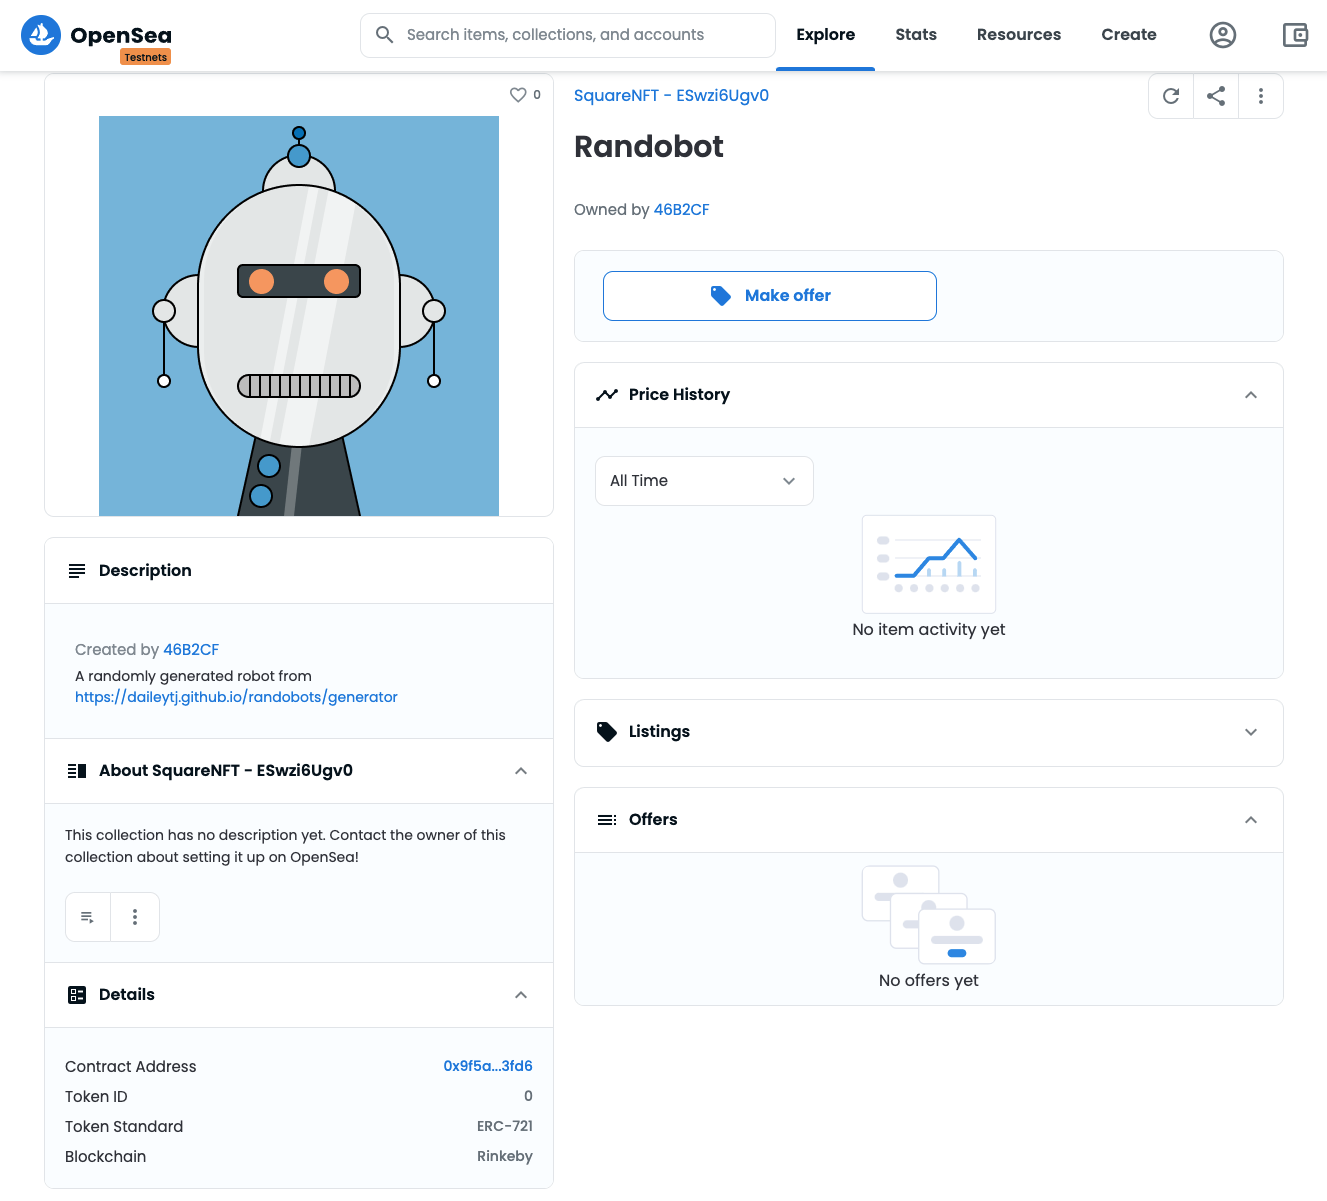 OpenSea
Testnets
Search items, collections, and accounts
Explore
Stats
Resources
Create
0
SquareNFT - ESwzi6Ugv0
Randobot
Owned by 46B2CF
Make offer
Price History
All Time
No item activity yet
Listings
Offers
No offers yet
Description
Created by 46B2CF
A randomly generated robot from
https://daileytj.github.io/randobots/generator
About SquareNFT - ESwzi6Ugv0
This collection has no description yet. Contact the owner of this
collection about setting it up on OpenSea!
Details
Contract Address 0x9f5a...3fd6
Token ID 0
Token Standard ERC-721
Blockchain Rinkeby